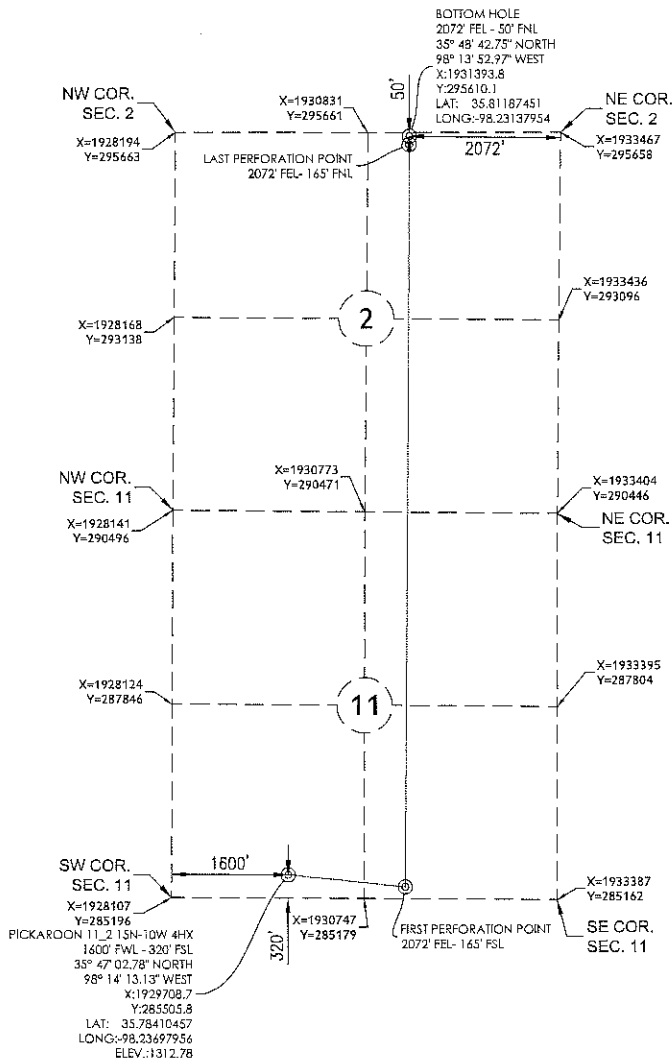 BOTTOM HOLE
2072' FEL - 50' FNL
35° 48' 42.75" NORTH
98° 13' 52.97" WEST
X:1931393.8
Y:295610.1
LAT: 35.81187451
LONG:-98.23137954
50'
NW COR.
SEC. 2
X=1930831
Y=295661
NE COR.
SEC. 2
X=1928194
Y=295663
2072'
X=1933467
Y=295658
LAST PERFORATION POINT
2072' FEL- 165' FNL
X=1933436
Y=293096
2
X=1928168
Y=293138
X=1930773
Y=290471
NW COR.
SEC. 11
X=1933404
Y=290446
X=1928141
Y=290496
NE COR.
SEC. 11
X=1933395
Y=287804
X=1928124
Y=287846
11
1600'
SW COR.
SEC. 11
X=1928107
Y=285196
X=1933387
Y=285162
PICKAROON 11_2 15N-10W 4HX
1600' FWL - 320' FSL
35° 47' 02.78" NORTH
98° 14' 13.13" WEST
X:1929708.7
Y:285505.8
LAT: 35.78410457
LONG:-98.23697956
ELEV.:1312.78
320'
X=1930747
Y=285179
FIRST PERFORATION POINT
2072' FEL- 165' FSL
SE COR.
SEC. 11